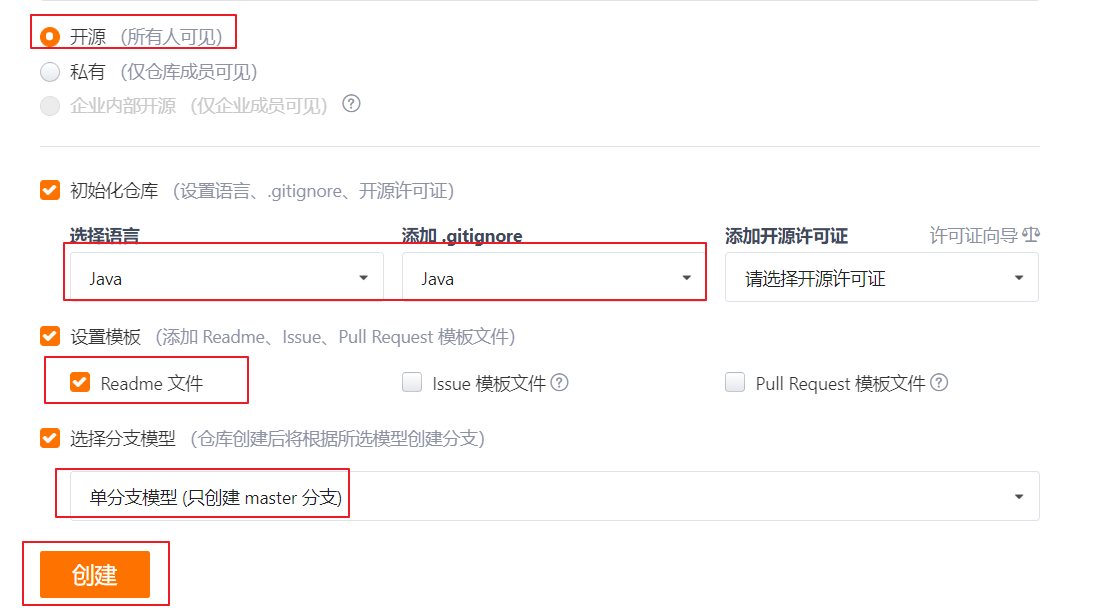 开源 (所有人可见)
私有 (仅仓库成员可见)
企业内部开源 (仅企业成员可见) ?
初始化仓库 (设置语言、.gitignore、开源许可证)
选择语言 添加 .gitignore 添加开源许可证 许可证向导
Java Java 请选择开源许可证
设置模板 (添加 Readme、Issue、Pull Request 模板文件)
Readme 文件 Issue 模板文件 ? Pull Request 模板文件 ?
选择分支模型 (仓库创建后将根据所选模型创建分支)
单分支模型 (只创建 master 分支)
创建